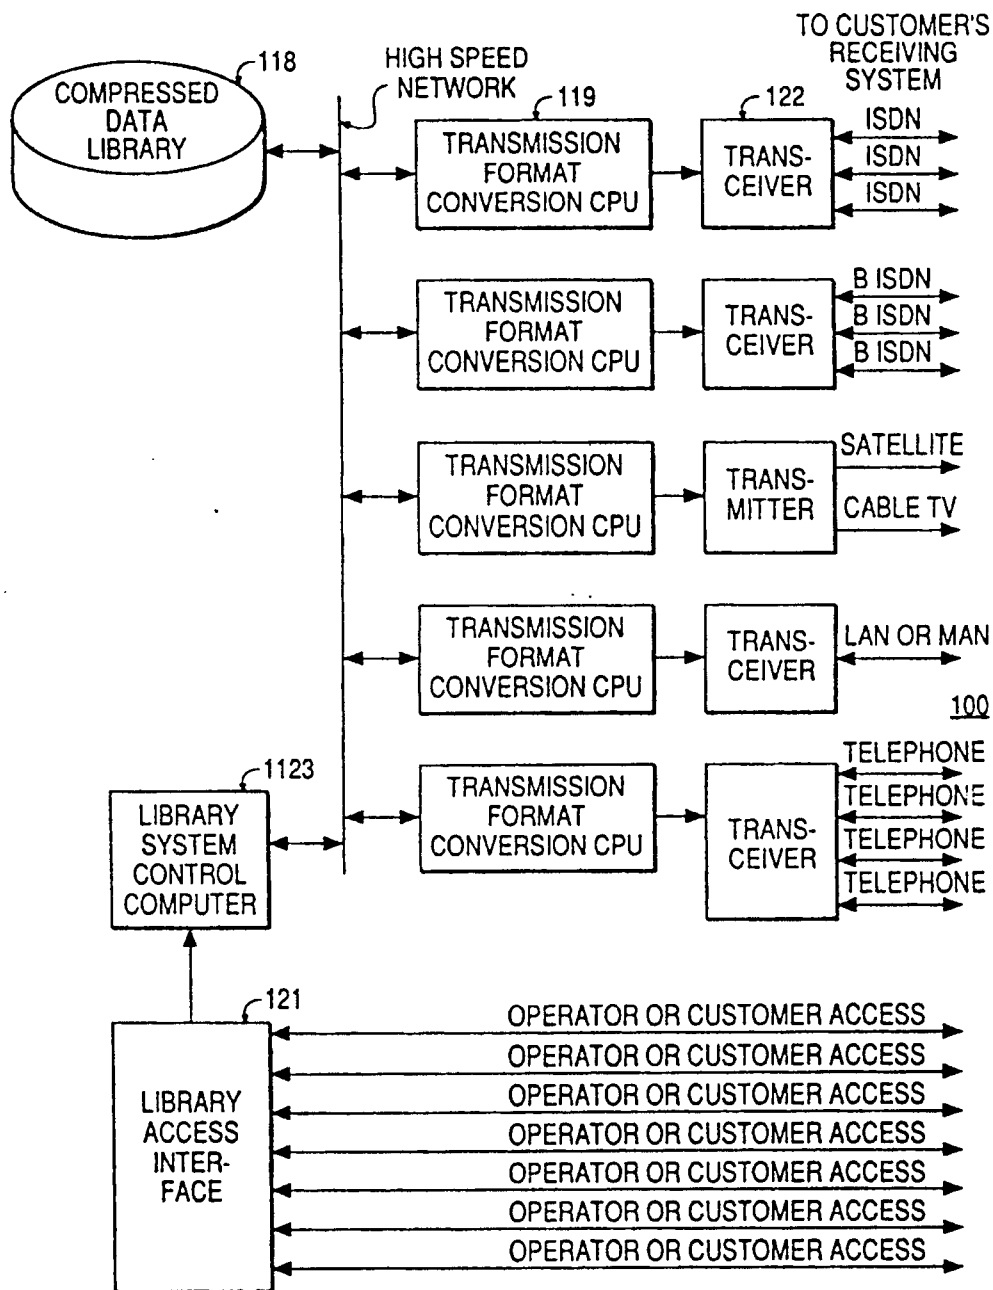 TO CUSTOMER'S
RECEIVING
SYSTEM
118
COMPRESSED
DATA
LIBRARY
HIGH SPEED
NETWORK
119
TRANSMISSION
FORMAT
CONVERSION CPU
122
TRANS-
CEIVER
ISDN
ISDN
ISDN
TRANSMISSION
FORMAT
CONVERSION CPU
TRANS-
CEIVER
B ISDN
B ISDN
B ISDN
TRANSMISSION
FORMAT
CONVERSION CPU
TRANS-
MITTER
SATELLITE
CABLE TV
TRANSMISSION
FORMAT
CONVERSION CPU
TRANS-
CEIVER
LAN OR MAN
100
1123
LIBRARY
SYSTEM
CONTROL
COMPUTER
TRANSMISSION
FORMAT
CONVERSION CPU
TRANS-
CEIVER
TELEPHONE
TELEPHONE
TELEPHONE
TELEPHONE
121
LIBRARY
ACCESS
INTER-
FACE
OPERATOR OR CUSTOMER ACCESS
OPERATOR OR CUSTOMER ACCESS
OPERATOR OR CUSTOMER ACCESS
OPERATOR OR CUSTOMER ACCESS
OPERATOR OR CUSTOMER ACCESS
OPERATOR OR CUSTOMER ACCESS
OPERATOR OR CUSTOMER ACCESS